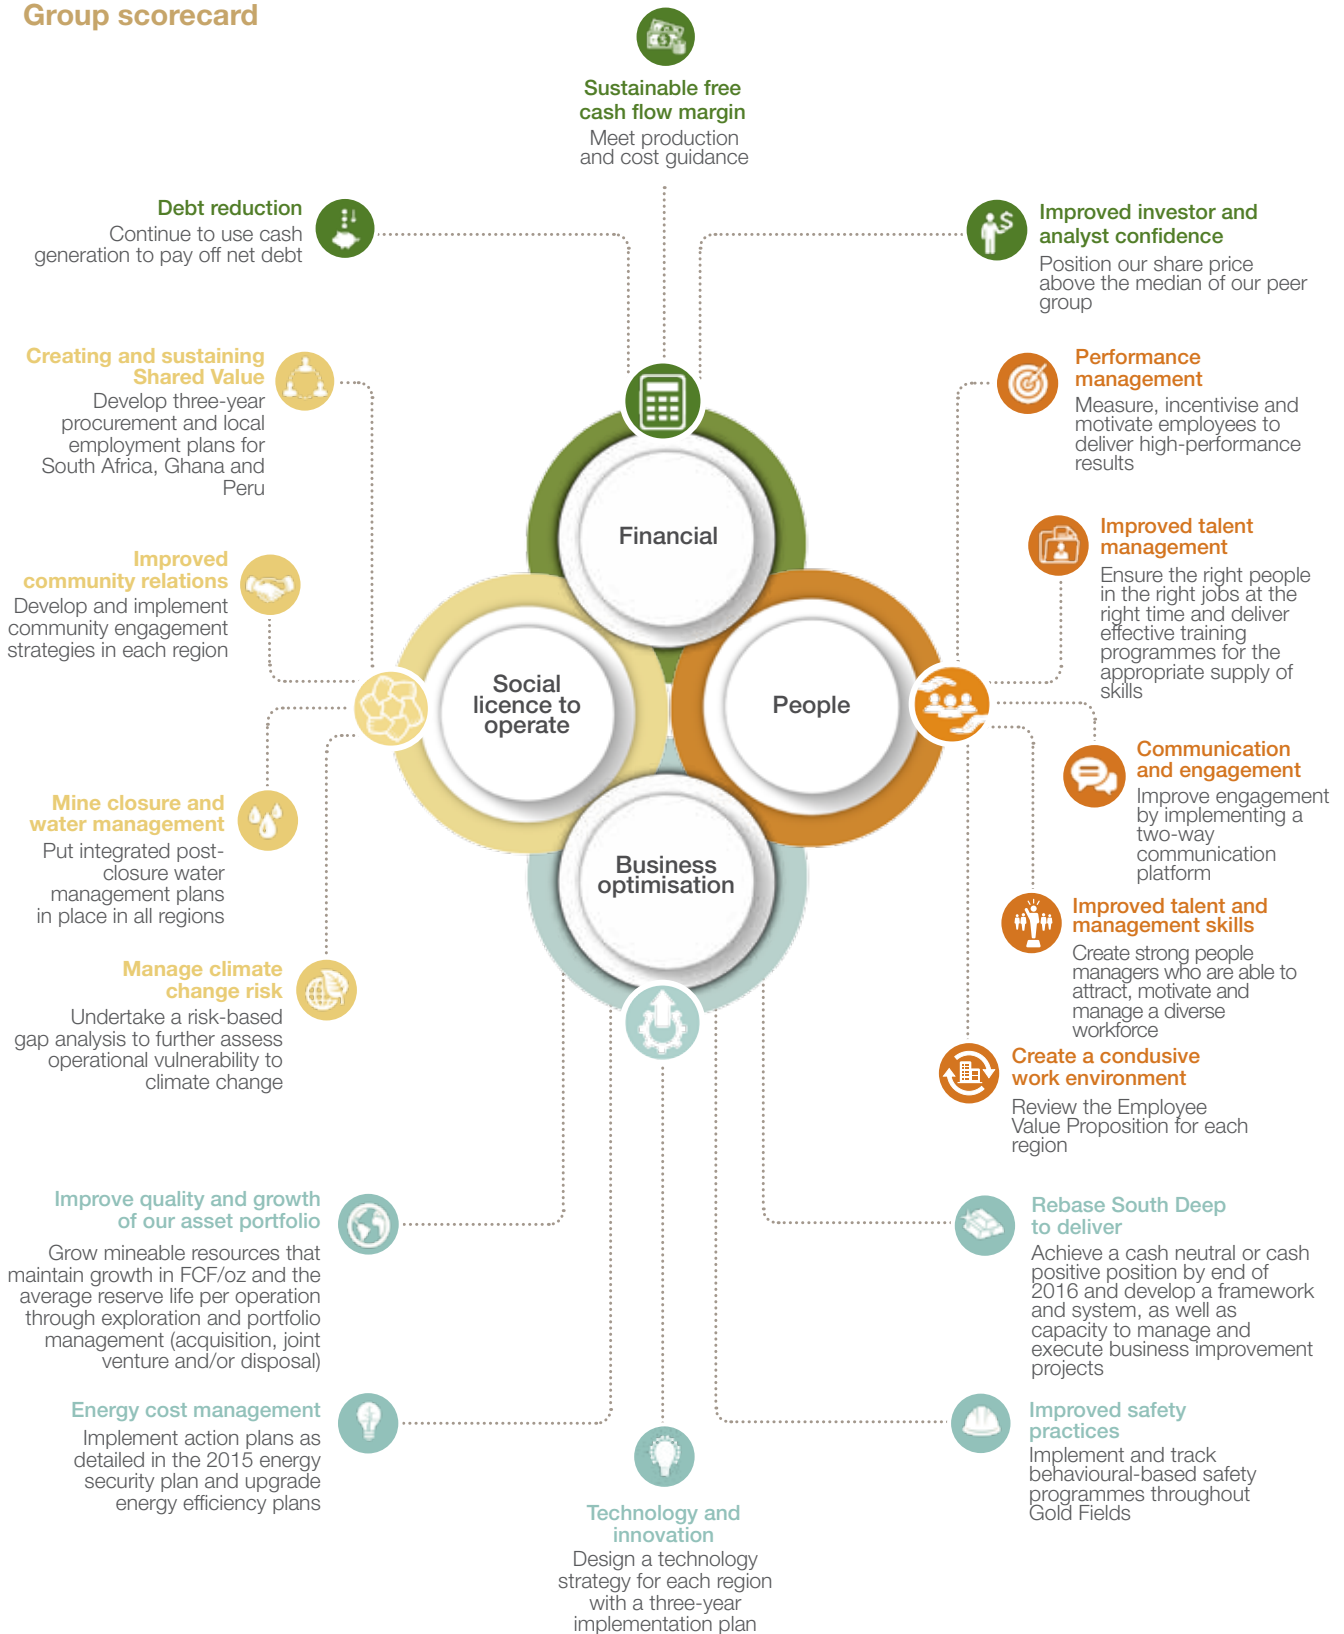 Group scorecard
Sustainable free
cash flow margin
Meet production
and cost guidance
Debt reduction
Continue to use cash
generation to pay off net debt
Improved investor and
analyst confidence
Position our share price
above the median of our peer
group
Creating and sustaining
Shared Value
Develop three-year
procurement and local
employment plans for
South Africa, Ghana and
Peru
Performance
management
Measure, incentivise and
motivate employees to
deliver high-performance
results
Financial
Improved
community relations
Develop and implement
community engagement
strategies in each region
Improved talent
management
Ensure the right people
in the right jobs at the
right time and deliver
effective training
programmes for the
appropriate supply of
skills
Social
licence to
operate
People
Communication
and engagement
Improve engagement
by implementing a
two-way
communication
platform
Mine closure and
water management
Put integrated post-
closure water
management plans
in place in all regions
Business
optimisation
Improved talent and
management skills
Create strong people
managers who are able to
attract, motivate and
manage a diverse
workforce
Manage climate
change risk
Undertake a risk-based
gap analysis to further assess
operational vulnerability to
climate change
Create a condusive
work environment
Review the Employee
Value Proposition for each
region
Improve quality and growth
of our asset portfolio
Grow mineable resources that
maintain growth in FCF/oz and the
average reserve life per operation
through exploration and portfolio
management (acquisition, joint
venture and/or disposal)
Rebase South Deep
to deliver
Achieve a cash neutral or cash
positive position by end of
2016 and develop a framework
and system, as well as
capacity to manage and
execute business improvement
projects
Energy cost management
Implement action plans as
detailed in the 2015 energy
security plan and upgrade
energy efficiency plans
Improved safety
practices
Implement and track
behavioural-based safety
programmes throughout
Gold Fields
Technology and
innovation
Design a technology
strategy for each region
with a three-year
implementation plan